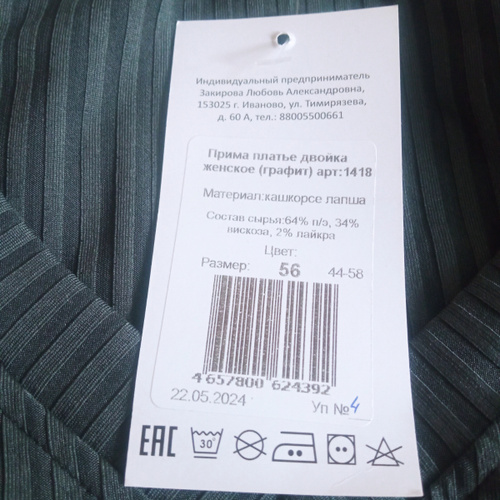 Индивидуальный предприниматель
Закирова Любовь Александровна,
153025 г. Иваново, ул. Тимирязева,
д. 60 А, тел.: 88005500661
Прима платье двойка
женское (графит) арт:1418
Материал:кашкорсе лапша
Состав сырья:64% п/э, 34%
вискоза, 2% лайкра
Цвет:
Размер: 56 44-58
4 657800 624392
22.05.2024 Уп №4
ЕАС 30°